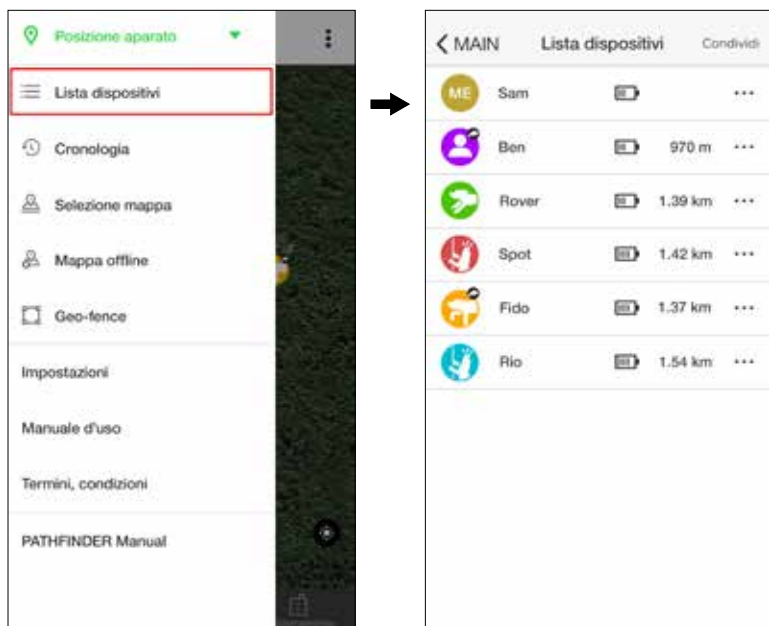 Posizione aparato
Lista dispositivi
Cronologia
Selezione mappa
Mappa offline
Geo-fence
Impostazioni
Manuale d'uso
Termini, condizioni
PATHFINDER Manual
MAIN Lista dispositivi Condividi
ME Sam
Ben 970 m
Rover 1.39 km
Spot 1.42 km
Fido 1.37 km
Rio 1.54 km